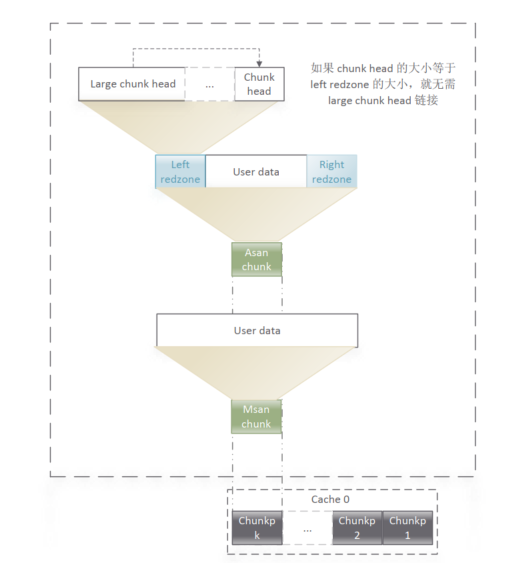 Large chunk head
...
Chunk
head
如果 chunk head 的大小等于
left redzone 的大小，就无需
large chunk head 链接
Left
redzone
User data
Right
redzone
Asan
chunk
User data
Msan
chunk
Cache 0
Chunkp
k
...
Chunkp
2
Chunkp
1